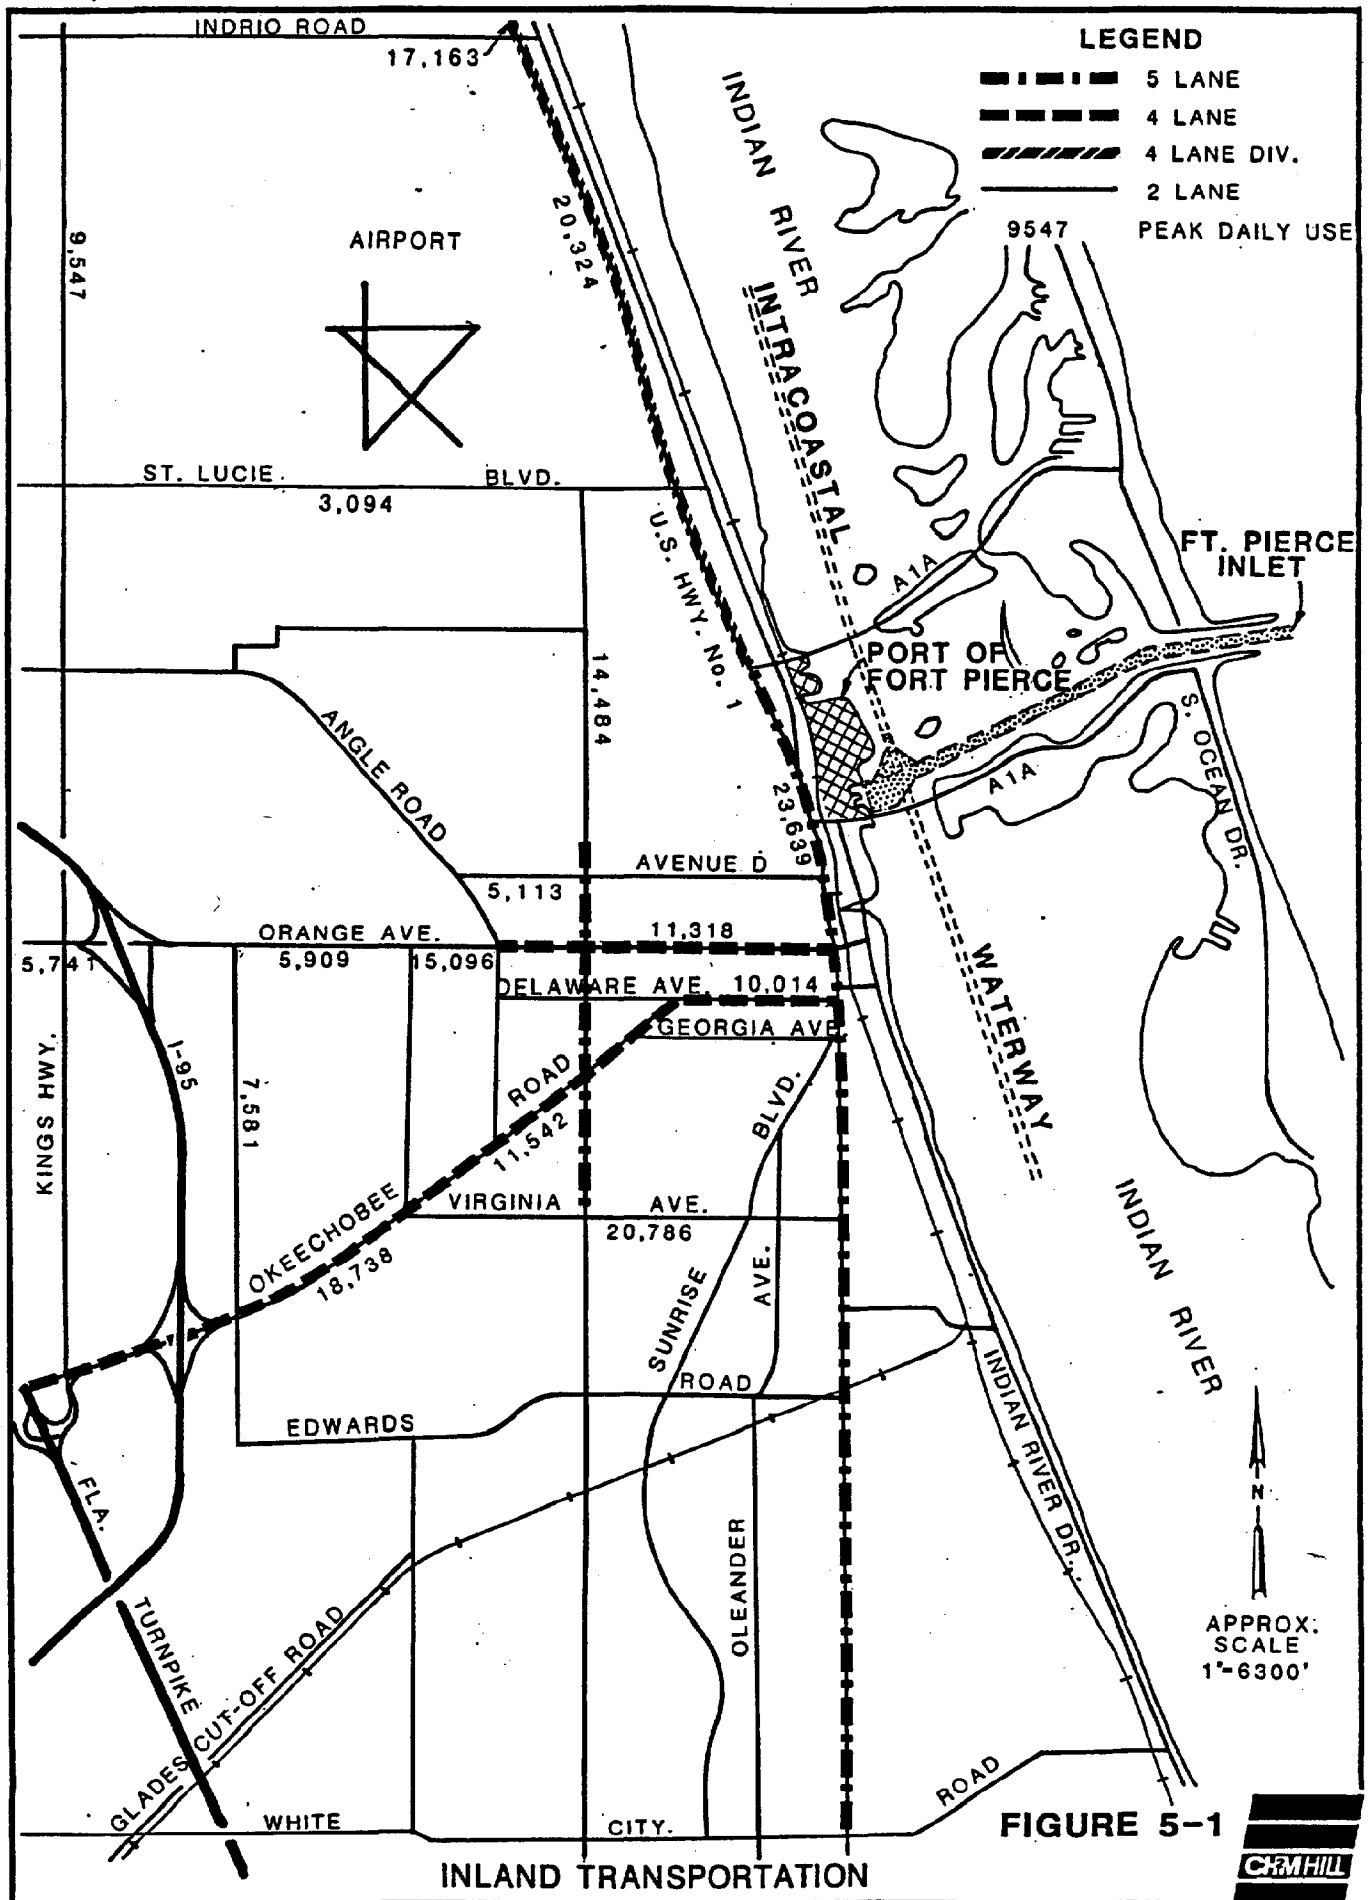 INDRIO ROAD
17,163
LEGEND
5 LANE
4 LANE
4 LANE DIV.
2 LANE
9547 PEAK DAILY USE
INDIAN RIVER
9,547
20,324
AIRPORT
INTRACOASTAL
ST. LUCIE. BLVD.
3,094
U.S. HWY. No. 1
FT. PIERCE
INLET
A1A
PORT OF
FORT PIERCE
14,484
ANGLE ROAD
S. OCEAN DR.
A1A
23,639
AVENUE D
5,113
ORANGE AVE.
11,318
5,741
5,909
15,096
DELAWARE AVE. 10,014
GEORGIA AVE
WATERWAY
KINGS HWY.
I-95
7,581
OKEECHOBEE ROAD
11,542
18,738
VIRGINIA AVE.
20,786
SUNRISE BLVD.
AVE.
INDIAN RIVER
EDWARDS ROAD
INDIAN RIVER DR.
FLA.
TURNPIKE
OLEANDER
GLADES CUT-OFF ROAD
N
APPROX.
SCALE
1"=6300'
WHITE CITY. ROAD
FIGURE 5-1
INLAND TRANSPORTATION
CH2M HILL